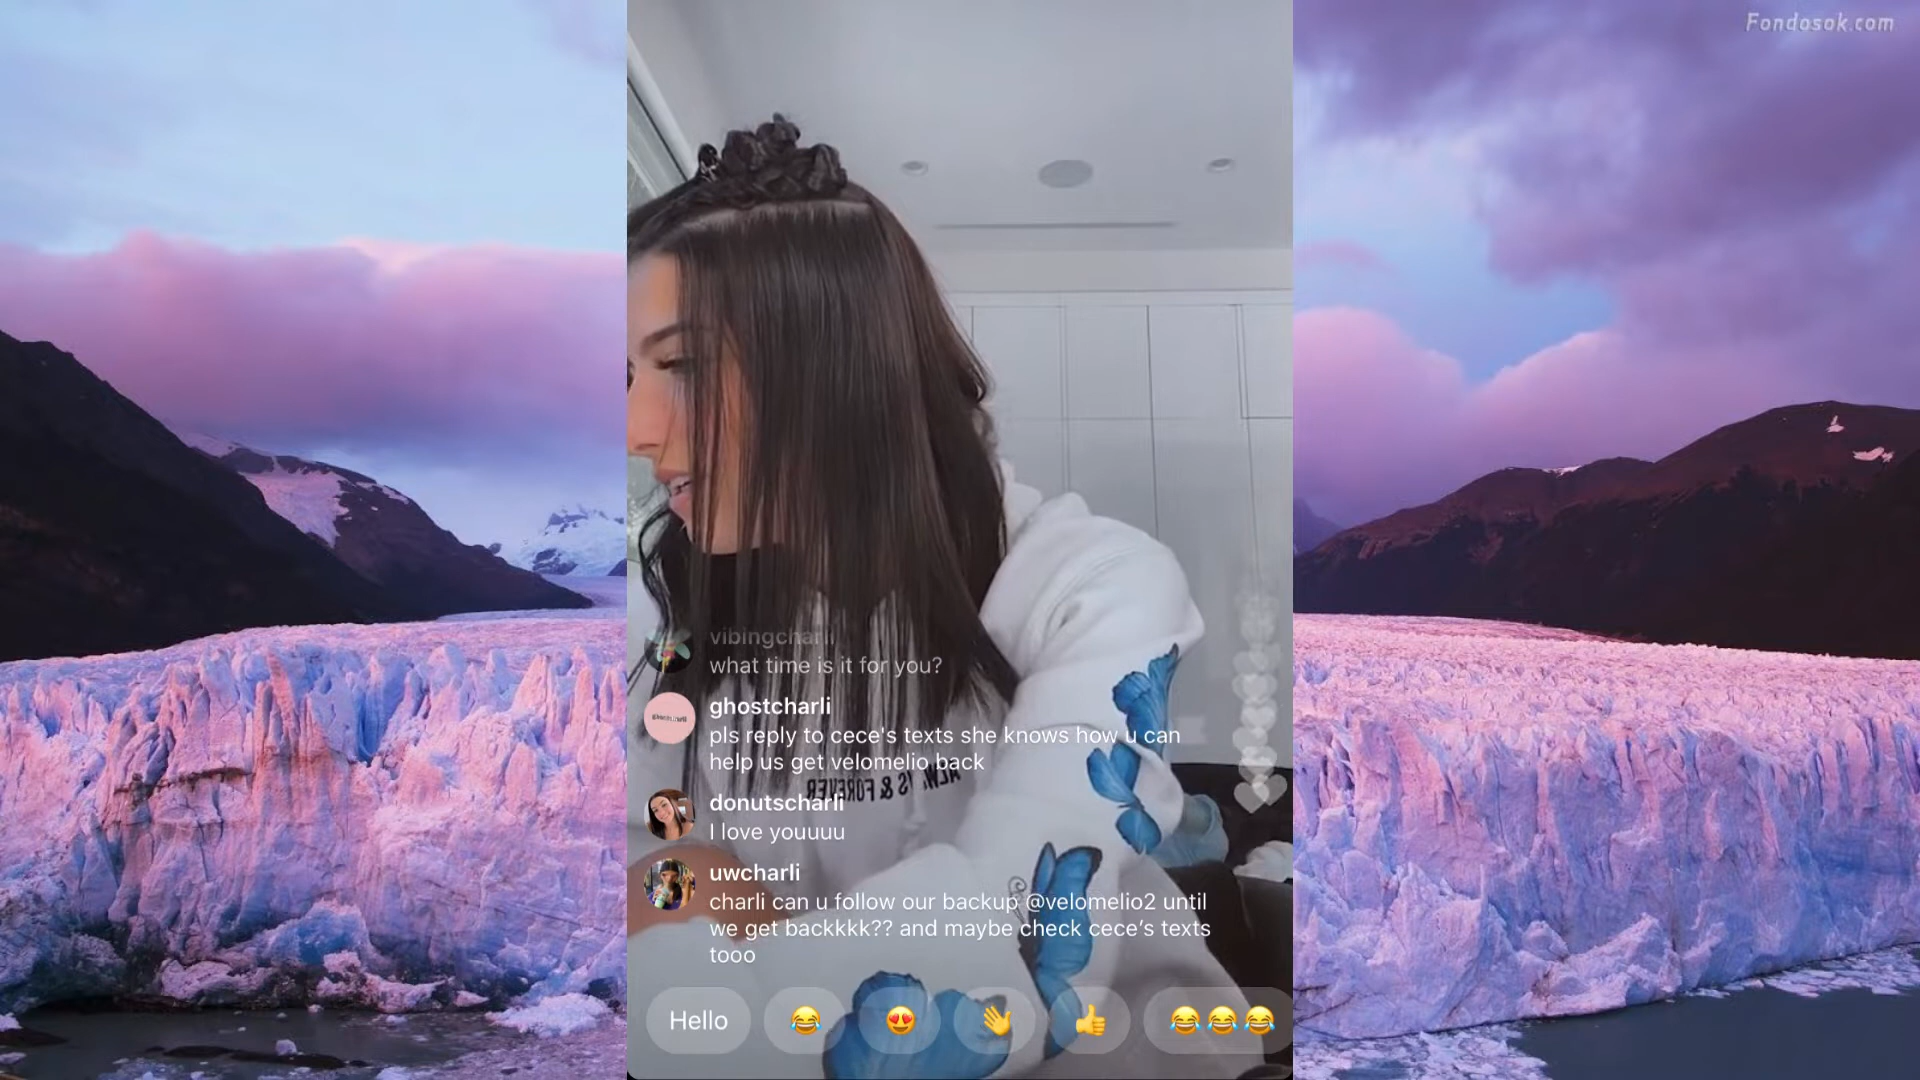 Fondosok.com
vibingcharli
what time is it for you?
ghostcharli
pls reply to cece's texts she knows how u can
help us get velomelio back
& FOREVER
donutscharli
I love youuuu
uwcharli
charli can u follow our backup @velomelio2 until
we get backkkk?? and maybe check cece’s texts
tooo
Hello